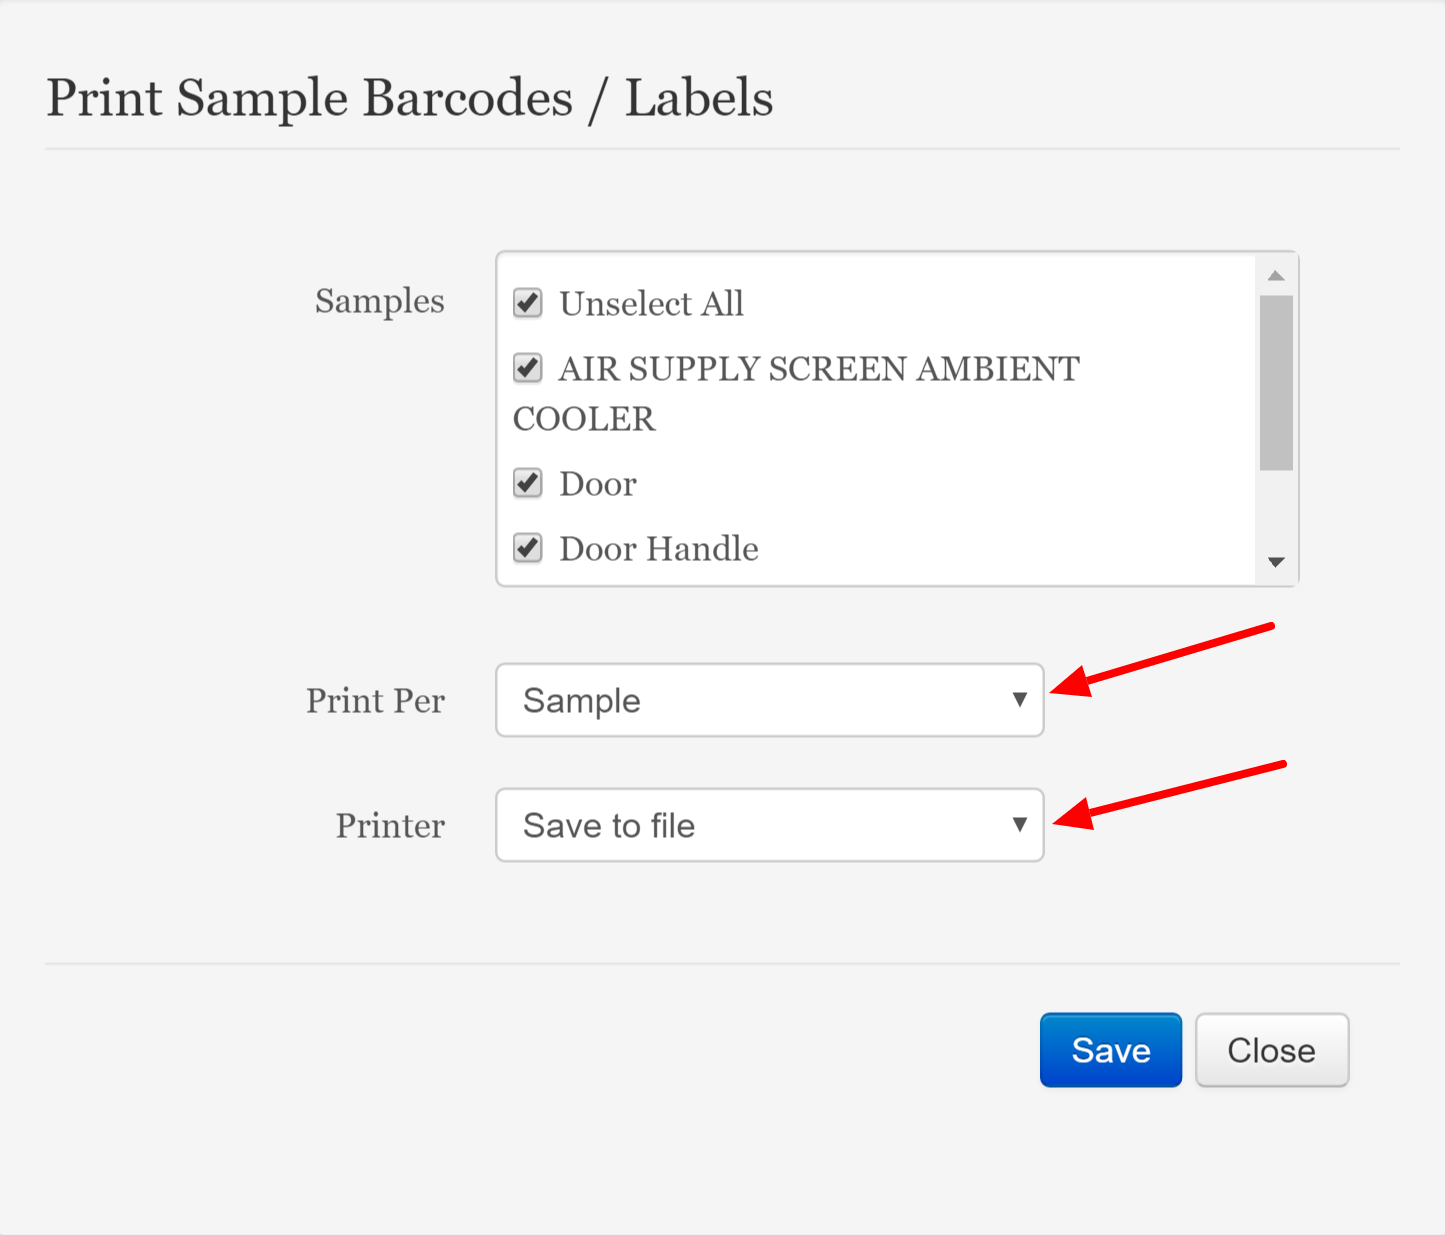 Print Sample Barcodes / Labels
Samples
Unselect All
AIR SUPPLY SCREEN AMBIENT
COOLER
Door
Door Handle
Print Per
Sample
Printer
Save to file
Save
Close